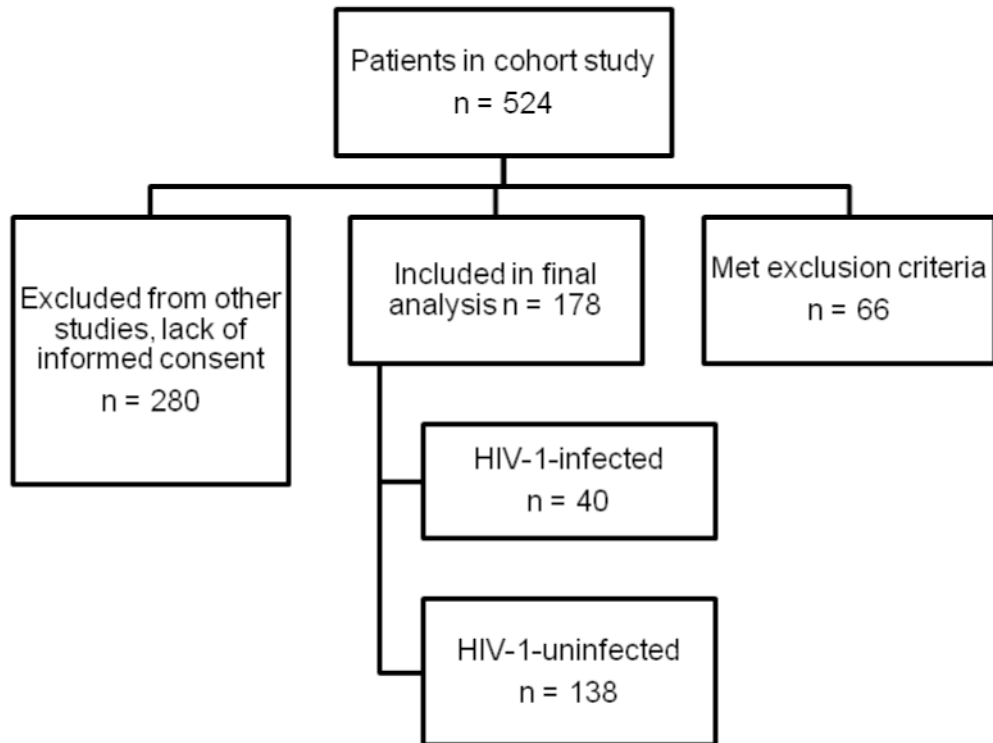 Patients in cohort study
n = 524
Excluded from other
studies, lack of
informed consent
n = 280
Included in final
analysis n = 178
Met exclusion criteria
n = 66
HIV-1-infected
n = 40
HIV-1-uninfected
n = 138